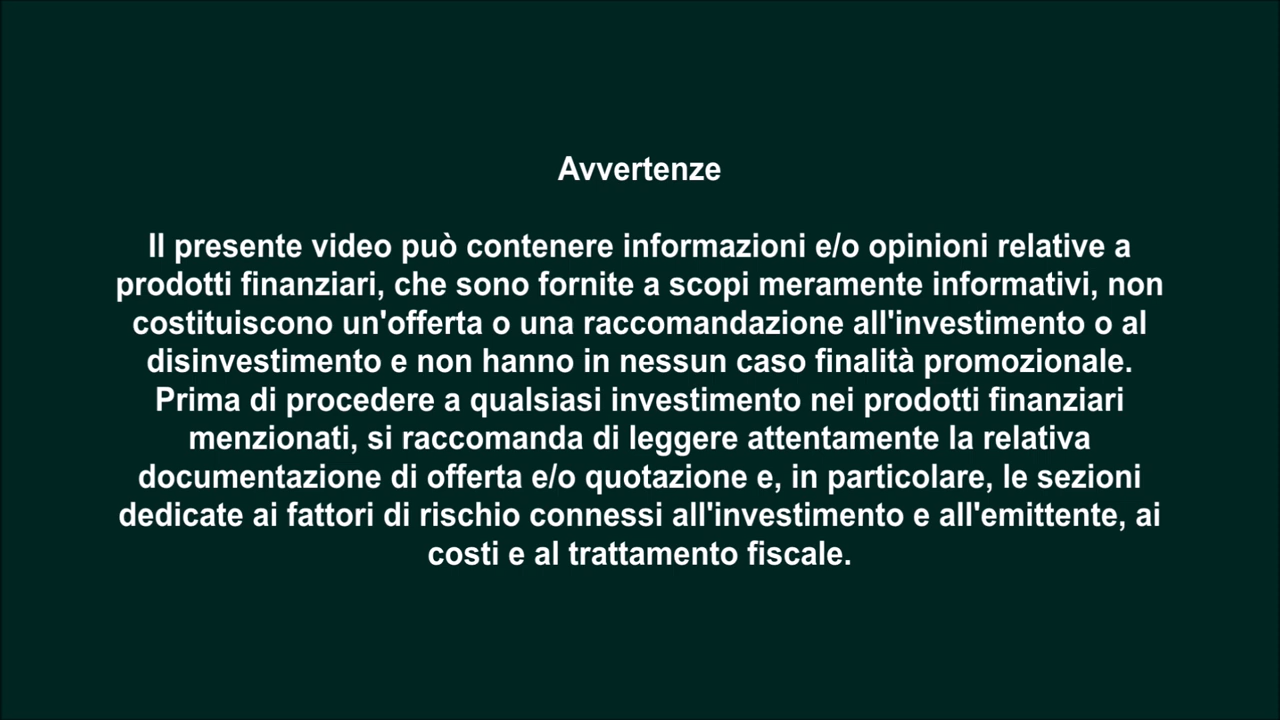 Avvertenze
Il presente video può contenere informazioni e/o opinioni relative a
prodotti finanziari, che sono fornite a scopi meramente informativi, non
costituiscono un'offerta o una raccomandazione all'investimento o al
disinvestimento e non hanno in nessun caso finalità promozionale.
Prima di procedere a qualsiasi investimento nei prodotti finanziari
menzionati, si raccomanda di leggere attentamente la relativa
documentazione di offerta e/o quotazione e, in particolare, le sezioni
dedicate ai fattori di rischio connessi all'investimento e all'emittente, ai
costi e al trattamento fiscale.